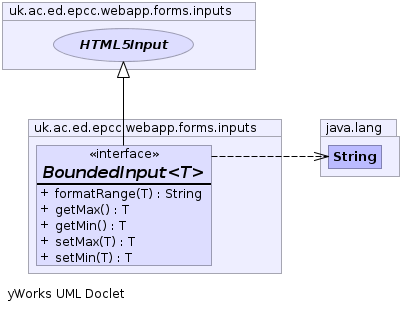 uk.ac.ed.epcc.webapp.forms.inputs
HTML5Input
uk.ac.ed.epcc.webapp.forms.inputs
java.lang
«interface»
BoundedInput<T>
String
+ formatRange(T) : String
+ getMax() : T
+ getMin() : T
+ setMax(T) : T
+ setMin(T) : T
yWorks UML Doclet